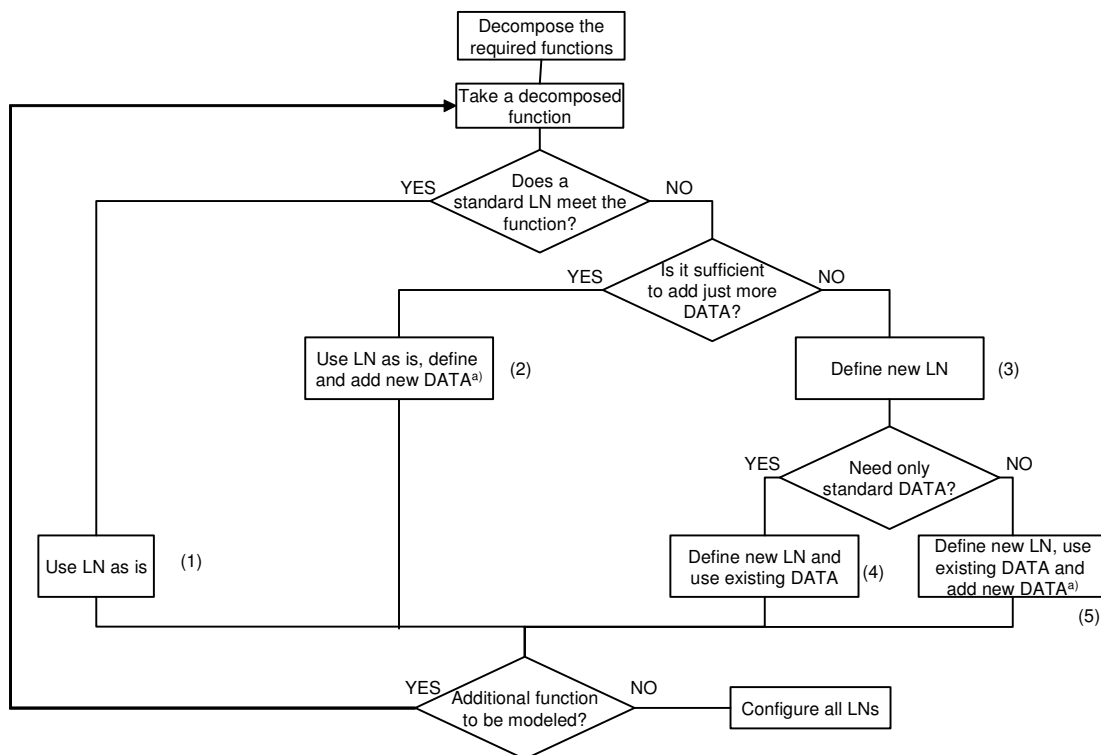 Decompose the
required functions
Take a decomposed
function
YES
Does a
standard LN meet the
function?
NO
YES
Is it sufficient
to add just more
DATA?
NO
Use LN as is, define
and add new DATAa)
(2)
Define new LN
(3)
YES
Need only
standard DATA?
NO
Use LN as is
(1)
Define new LN and
use existing DATA
(4)
Define new LN, use
existing DATA and
add new DATAa)
(5)
YES
Additional function
to be modeled?
NO
Configure all LNs